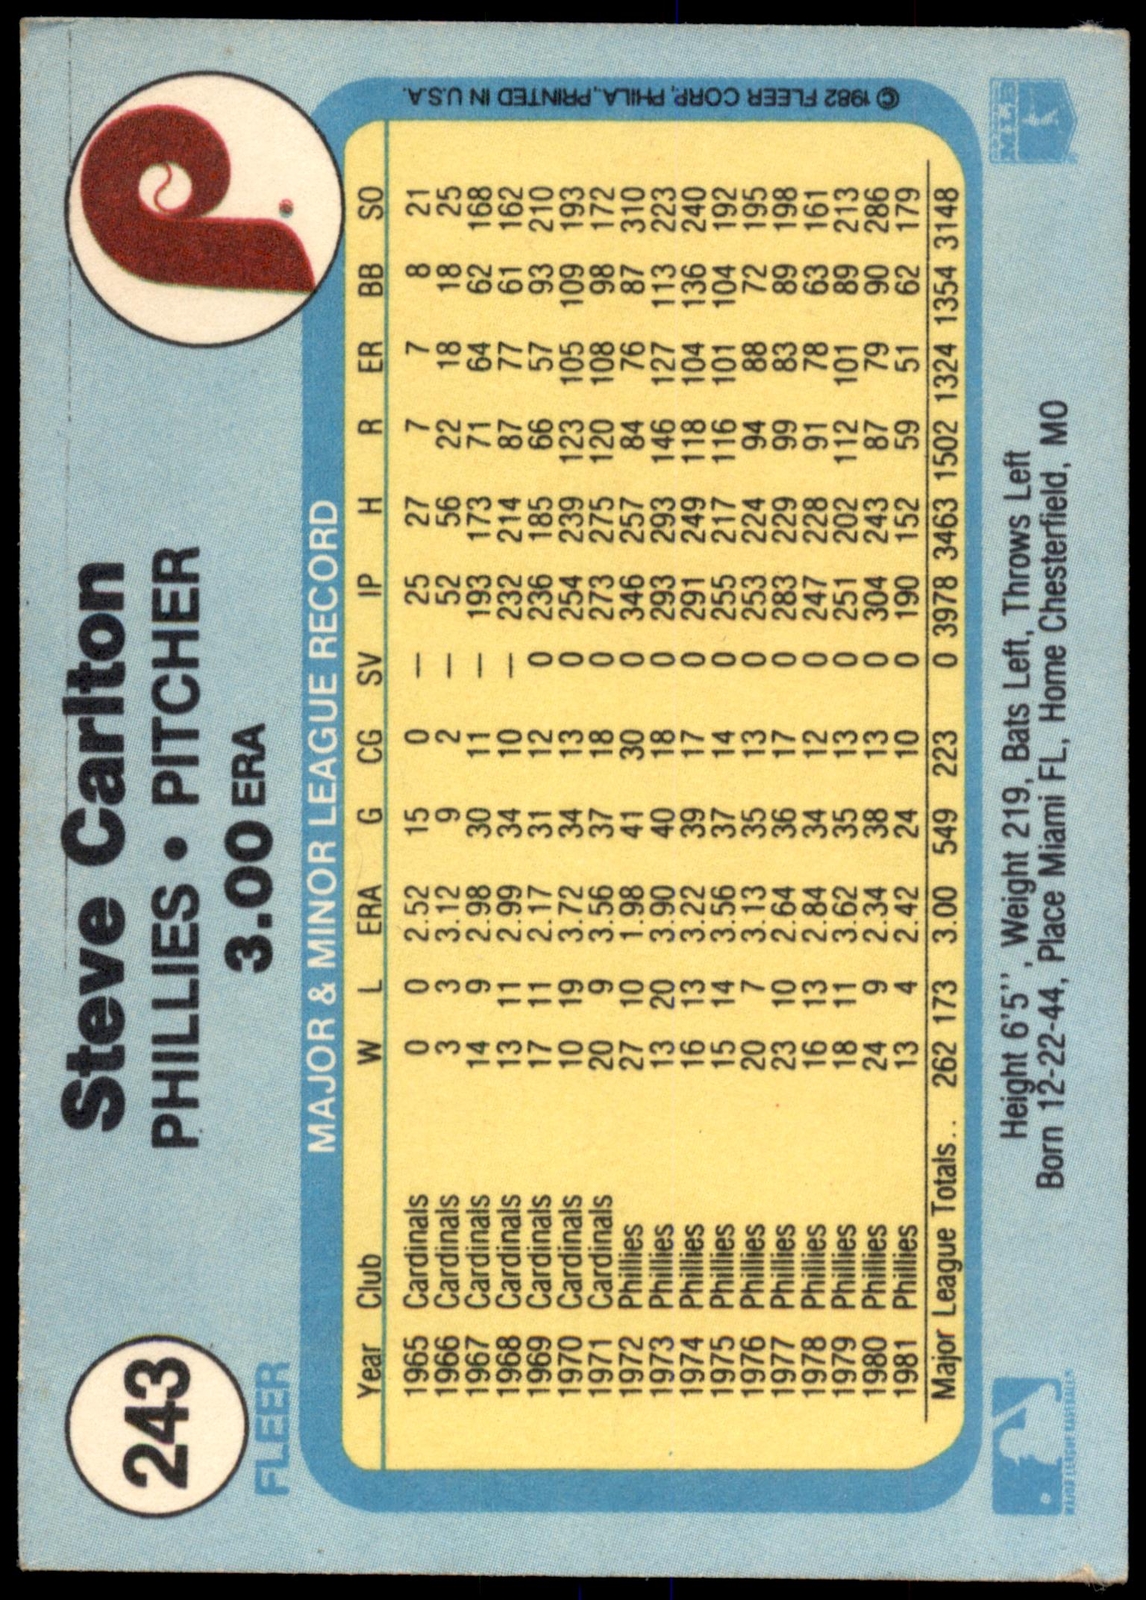 243
FLEER
Steve Carlton
PHILLIES • PITCHER
3.00 ERA
P
MAJOR & MINOR LEAGUE RECORD
Year Club W L ERA G CG SV IP H R ER BB SO
1965 Cardinals 0 0 2.52 15 0 — 25 27 7 7 8 21
1966 Cardinals 3 3 3.12 9 2 — 52 56 22 18 18 25
1967 Cardinals 14 9 2.98 30 11 — 193 173 71 64 62 168
1968 Cardinals 13 11 2.99 34 10 — 232 214 87 77 61 162
1969 Cardinals 17 11 2.17 31 12 0 236 185 66 57 93 210
1970 Cardinals 10 19 3.72 34 13 0 254 239 123 105 109 193
1971 Cardinals 20 9 3.56 37 18 0 273 275 120 108 98 172
1972 Phillies 27 10 1.98 41 30 0 346 257 84 76 87 310
1973 Phillies 13 20 3.90 40 18 0 293 293 146 127 113 223
1974 Phillies 16 13 3.22 39 17 0 291 249 118 104 136 240
1975 Phillies 15 14 3.56 37 14 0 255 217 116 101 104 192
1976 Phillies 20 7 3.13 35 13 0 253 224 94 88 72 195
1977 Phillies 23 10 2.64 36 17 0 283 229 99 83 89 198
1978 Phillies 16 13 2.84 34 12 0 247 228 91 78 63 161
1979 Phillies 18 11 3.62 35 13 0 251 202 112 101 89 213
1980 Phillies 24 9 2.34 38 13 0 304 243 87 79 90 286
1981 Phillies 13 4 2.42 24 10 0 190 152 59 51 62 179
Major League Totals... 262 173 3.00 549 223 0 3978 3463 1502 1324 1354 3148
© 1982 FLEER CORP., PHILA., PRINTED IN U.S.A.
Height 6'5'', Weight 219, Bats Left, Throws Left
Born 12-22-44, Place Miami FL, Home Chesterfield, MO
MAJOR LEAGUE BASEBALL